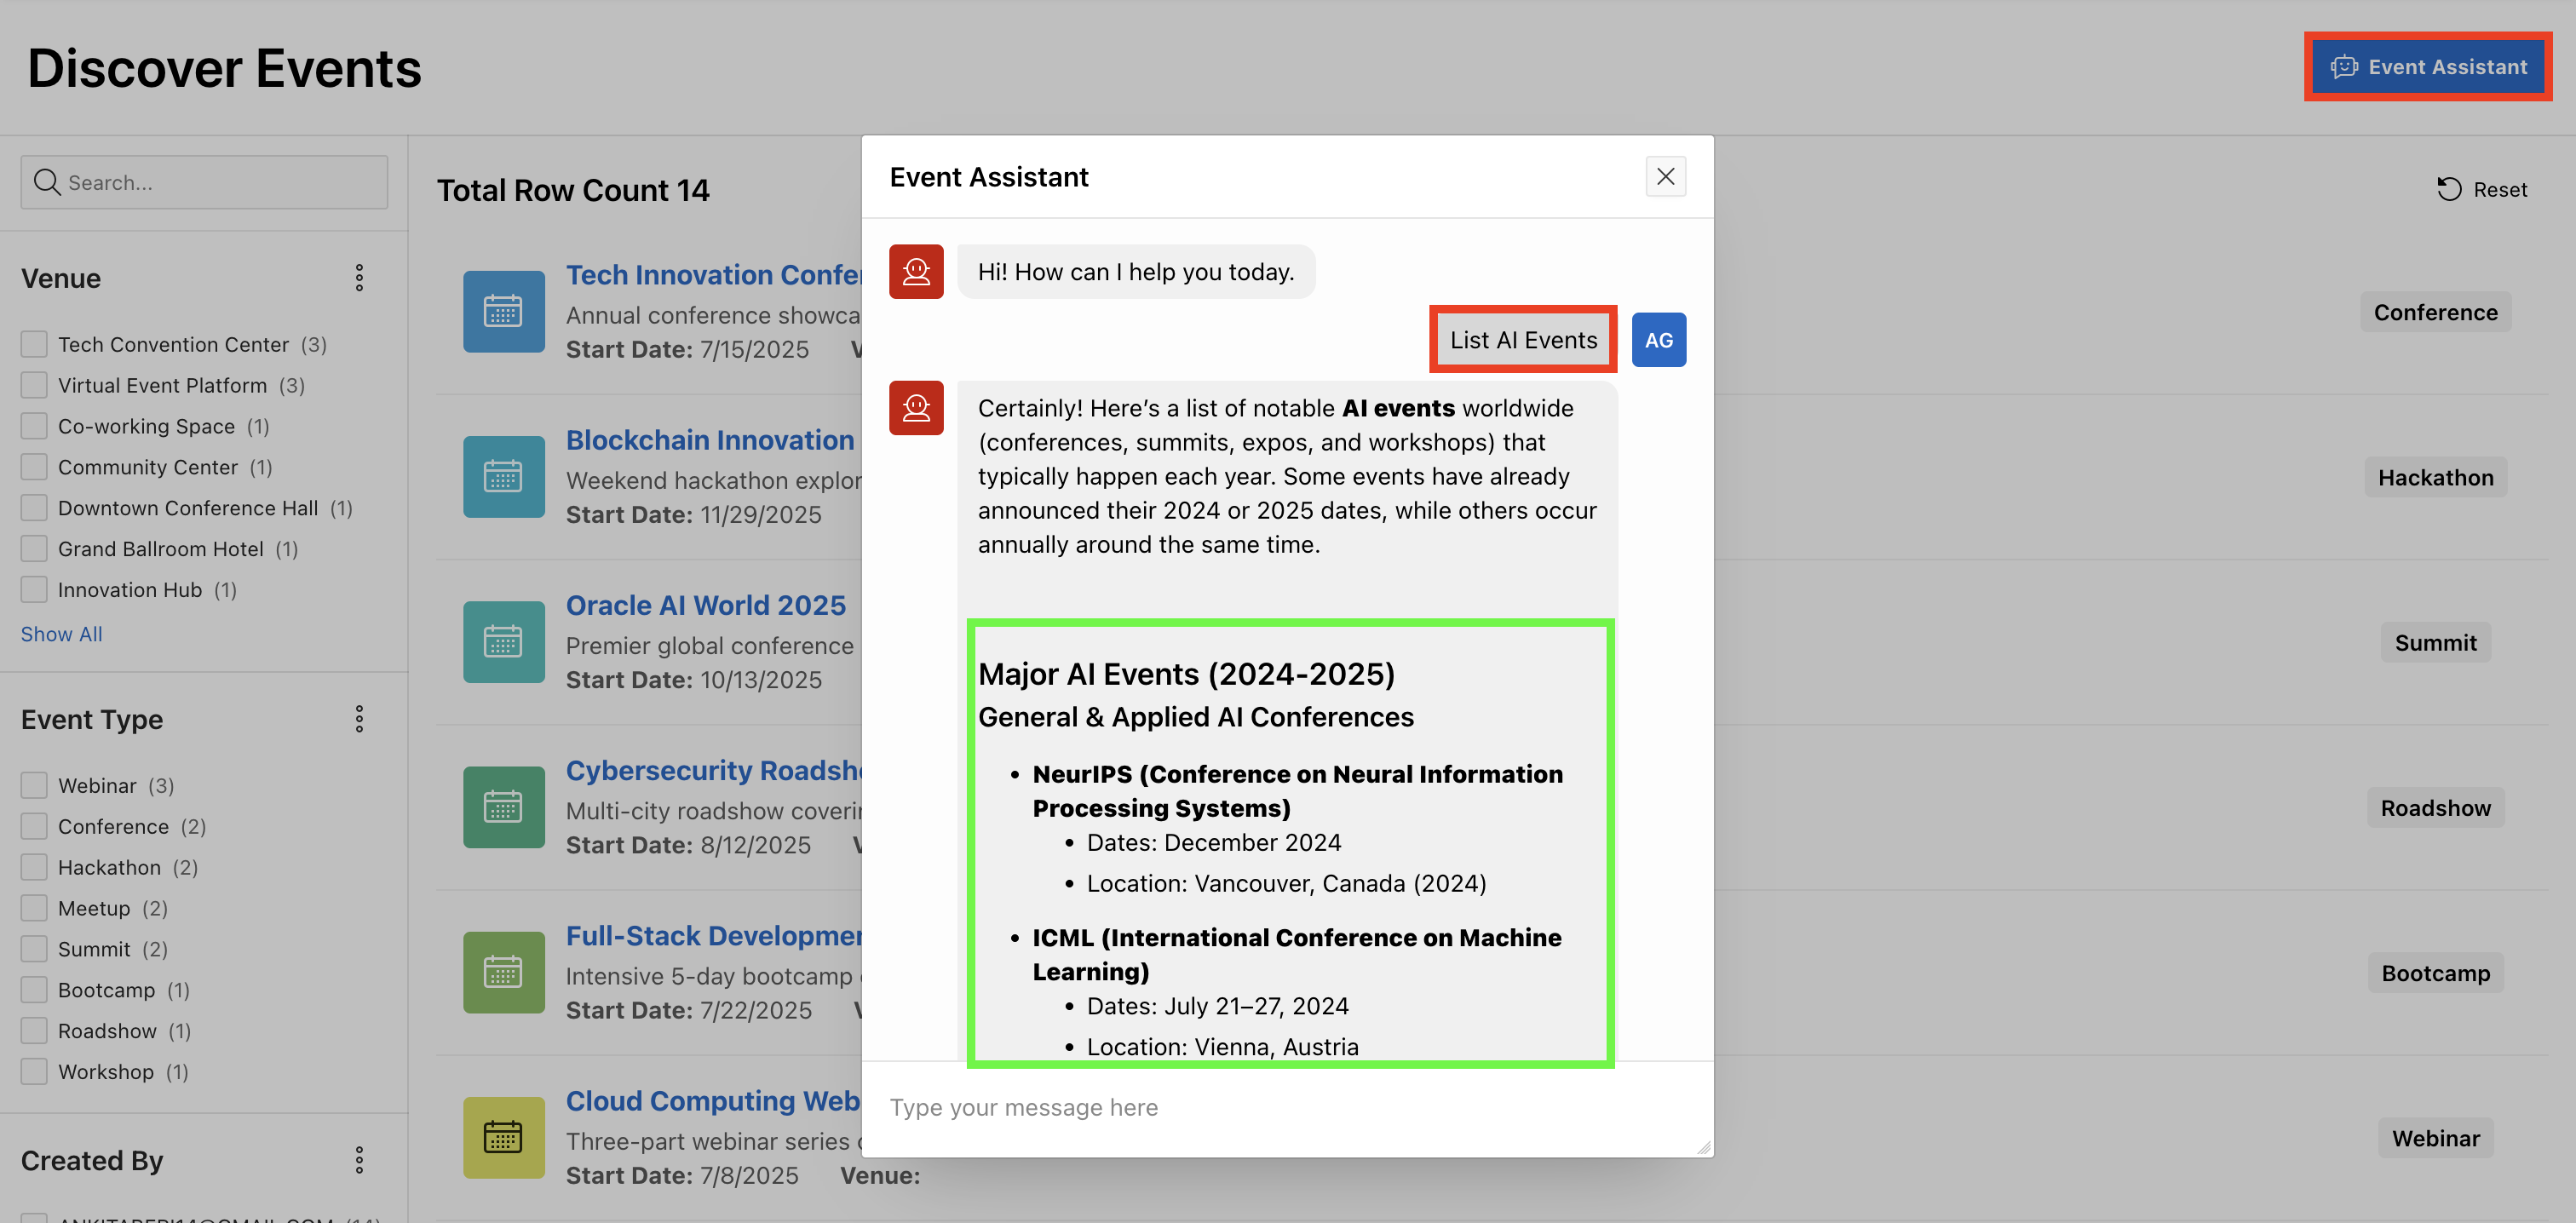 Discover Events
Event Assistant
Search...
Venue
Tech Convention Center (3)
Virtual Event Platform (3)
Co-working Space (1)
Community Center (1)
Downtown Conference Hall (1)
Grand Ballroom Hotel (1)
Innovation Hub (1)
Show All
Event Type
Webinar (3)
Conference (2)
Hackathon (2)
Meetup (2)
Summit (2)
Bootcamp (1)
Roadshow (1)
Workshop (1)
Created By
Total Row Count 14
Reset
Tech Innovation
Annual conference
Start Date: 7/15/2025
Conference
Blockchain Innovation
Weekend hackathon
Start Date: 11/29/2025
Hackathon
Oracle AI World 2025
Premier global conference
Start Date: 10/13/2025
Summit
Cybersecurity
Multi-city roadshow
Start Date: 8/12/2025
Roadshow
Full-Stack
Intensive 5-day bootcamp
Start Date: 7/22/2025
Bootcamp
Cloud Computing
Three-part webinar series
Start Date: 7/8/2025 Venue:
Webinar
Event Assistant
Hi! How can I help you today.
List AI Events
AG
Certainly! Here's a list of notable AI events worldwide
(conferences, summits, expos, and workshops) that
typically happen each year. Some events have already
announced their 2024 or 2025 dates, while others occur
annually around the same time.
Major AI Events (2024-2025)
General & Applied AI Conferences
• NeurIPS (Conference on Neural Information
Processing Systems)
• Dates: December 2024
• Location: Vancouver, Canada (2024)
• ICML (International Conference on Machine
Learning)
• Dates: July 21–27, 2024
• Location: Vienna, Austria
Type your message here